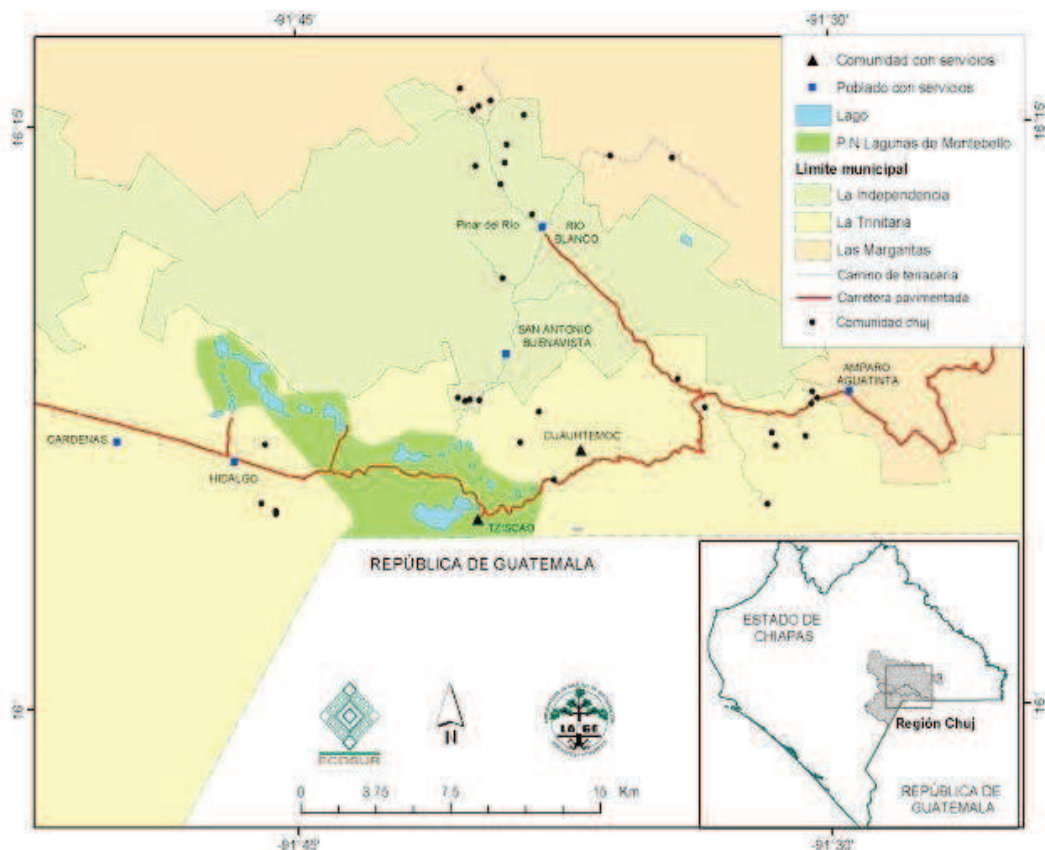 -91°45'
-91°30'
16°15'
16°15'
Comunidad con servicios
Poblado con servicios
Lago
P.N Lagunas de Montebello
Limite municipal
La Independencia
La Trinitaria
Las Margaritas
Camino de terraceria
Carretera pavimentada
Comunidad chuj
Pinar del Río
RIO
BLANCO
SAN ANTONIO
BUENAVISTA
AMPARO
AGUATINTA
CARDENAS
CUAUHTEMOC
HIDALGO
TZISCAO
REPÚBLICA DE GUATEMALA
ESTADO DE
CHIAPAS
Región Chuj
REPÚBLICA DE
GUATEMALA
16°
16°
ECOSUR
N
LAIGE
0 3.75 7.5 15 Km
-91°45'
-91°30'